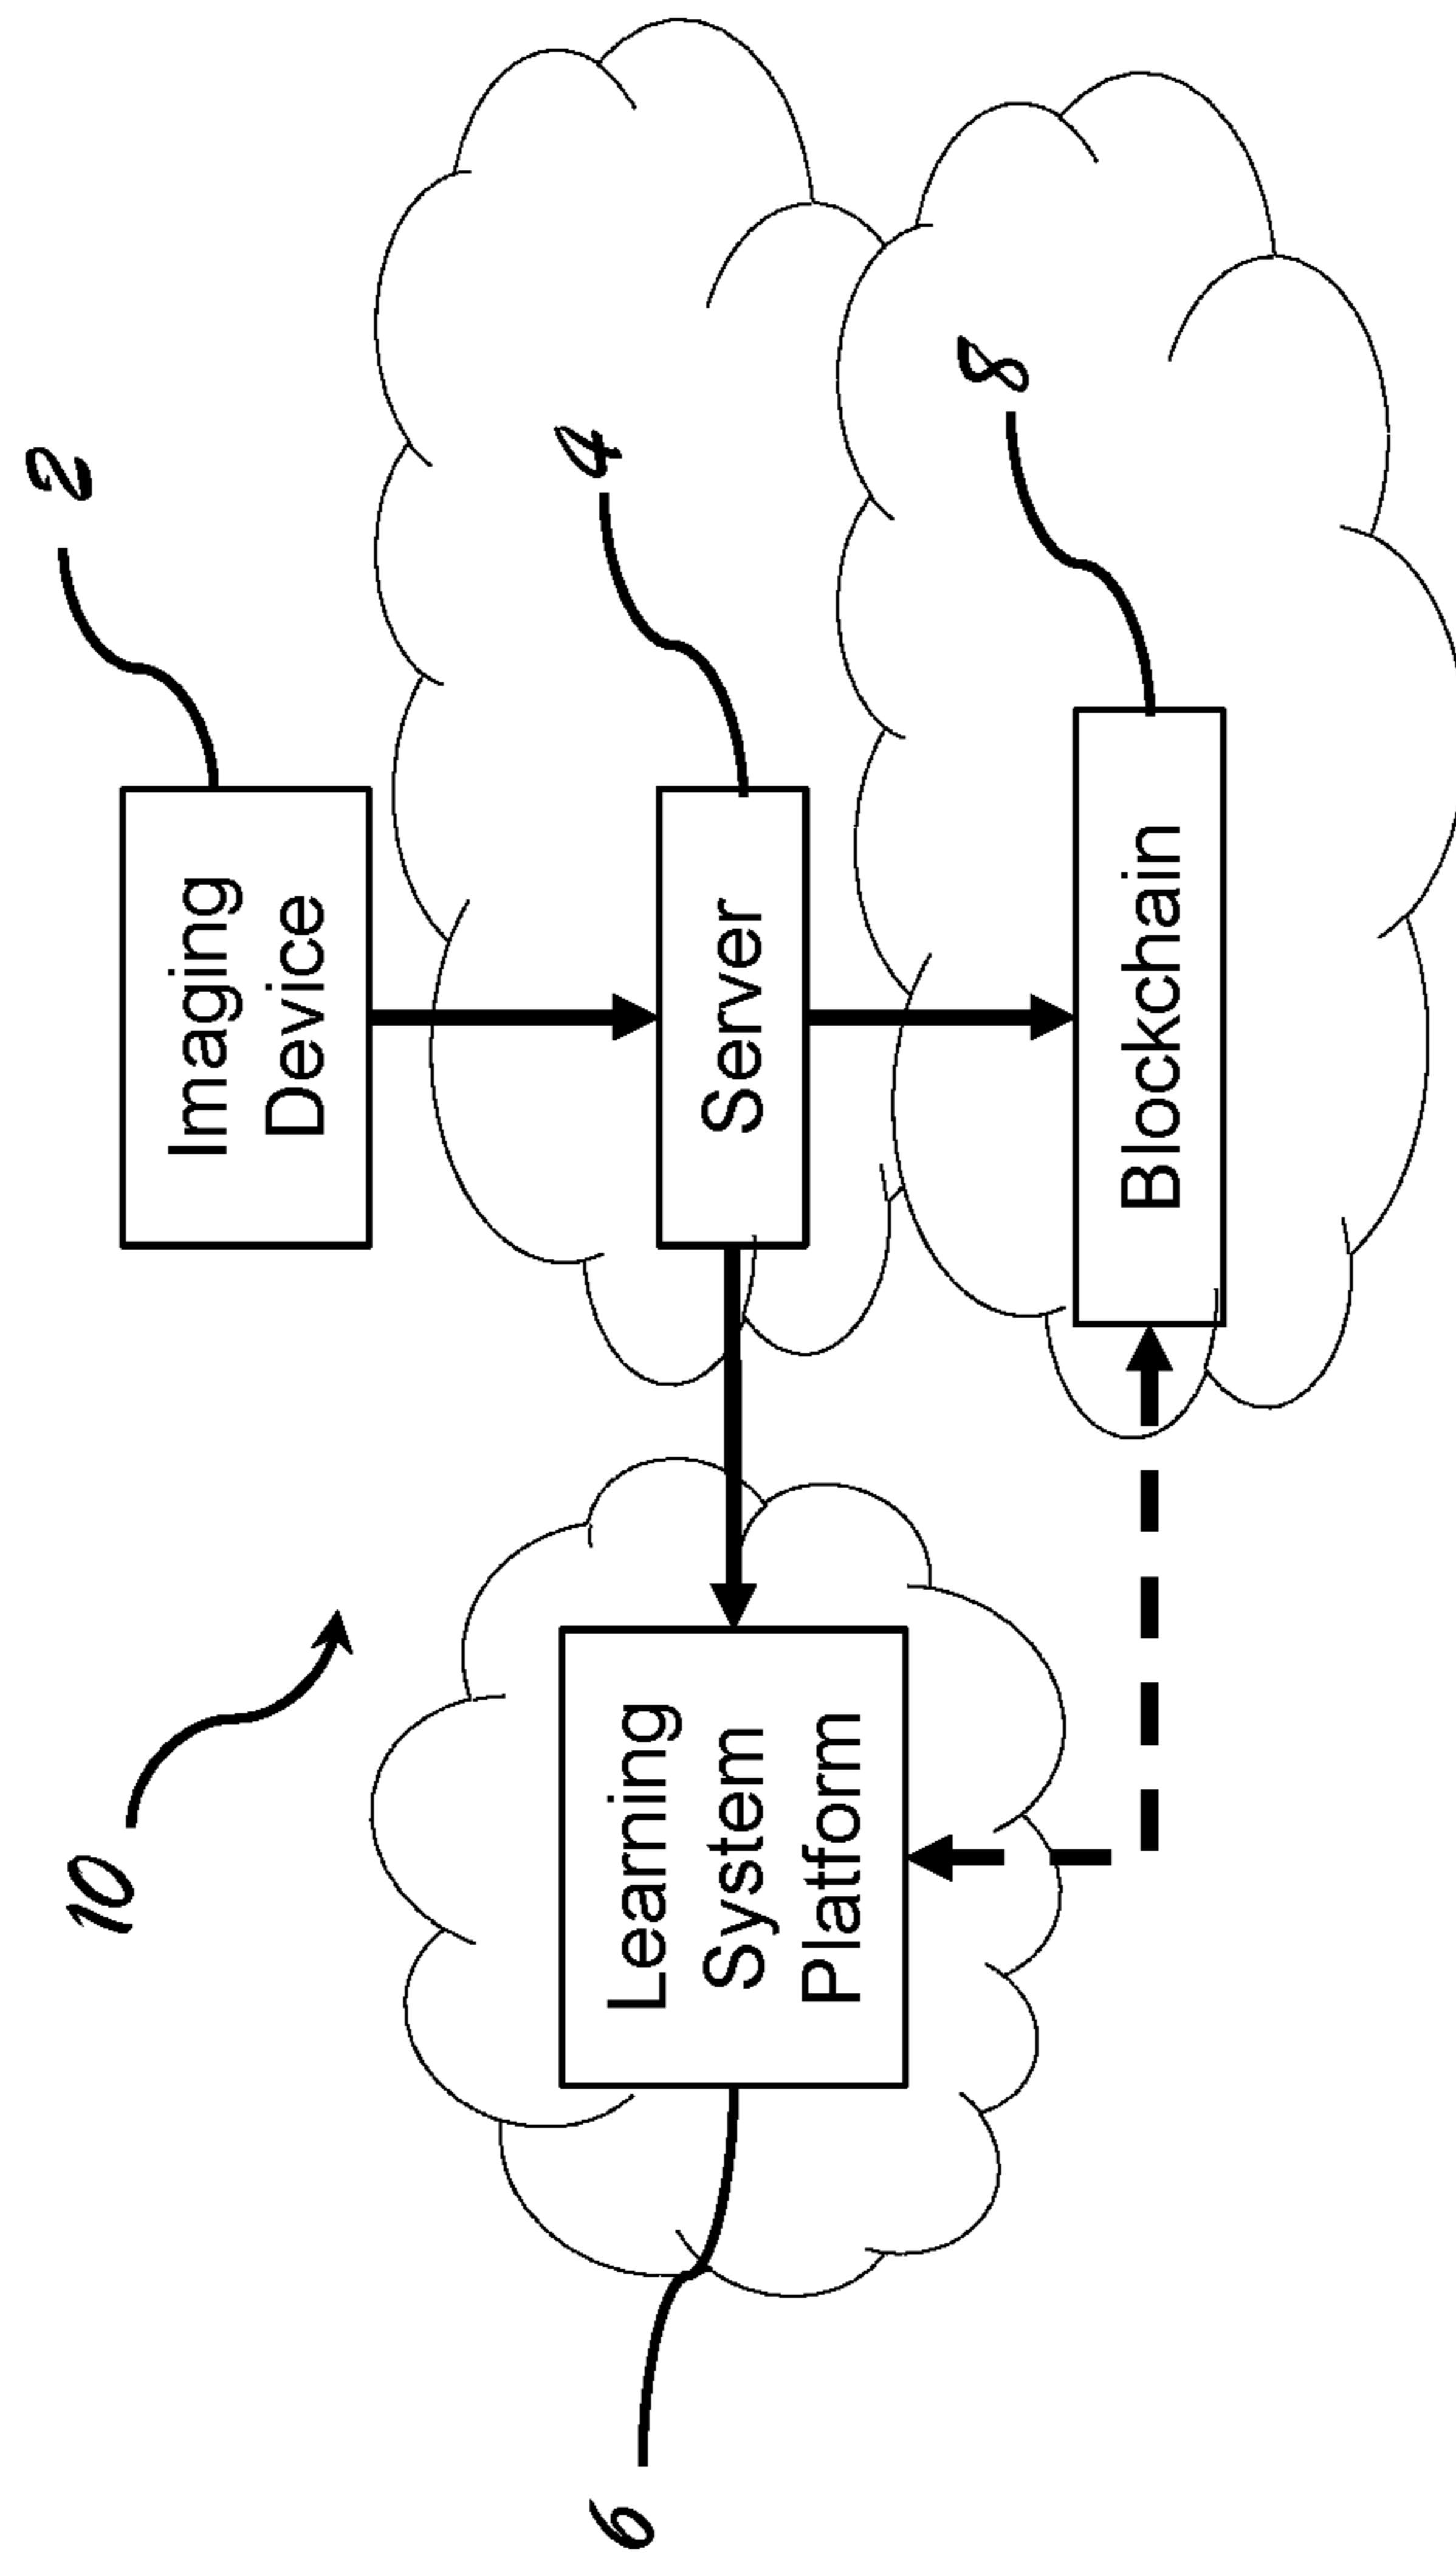 10
2
Imaging
Device
4
Server
6
Learning
System
Platform
8
Blockchain